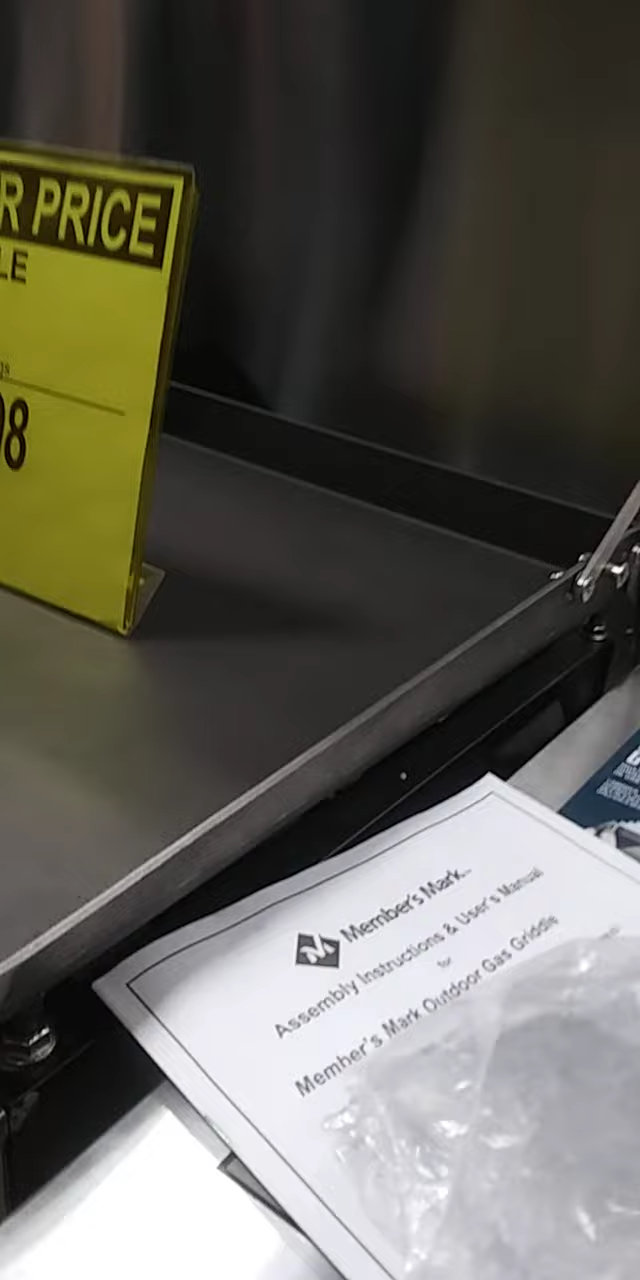 R PRICE
LE
98
Member's Mark
Assembly Instructions & User's Manual
for
Member's Mark Outdoor Gas Griddle